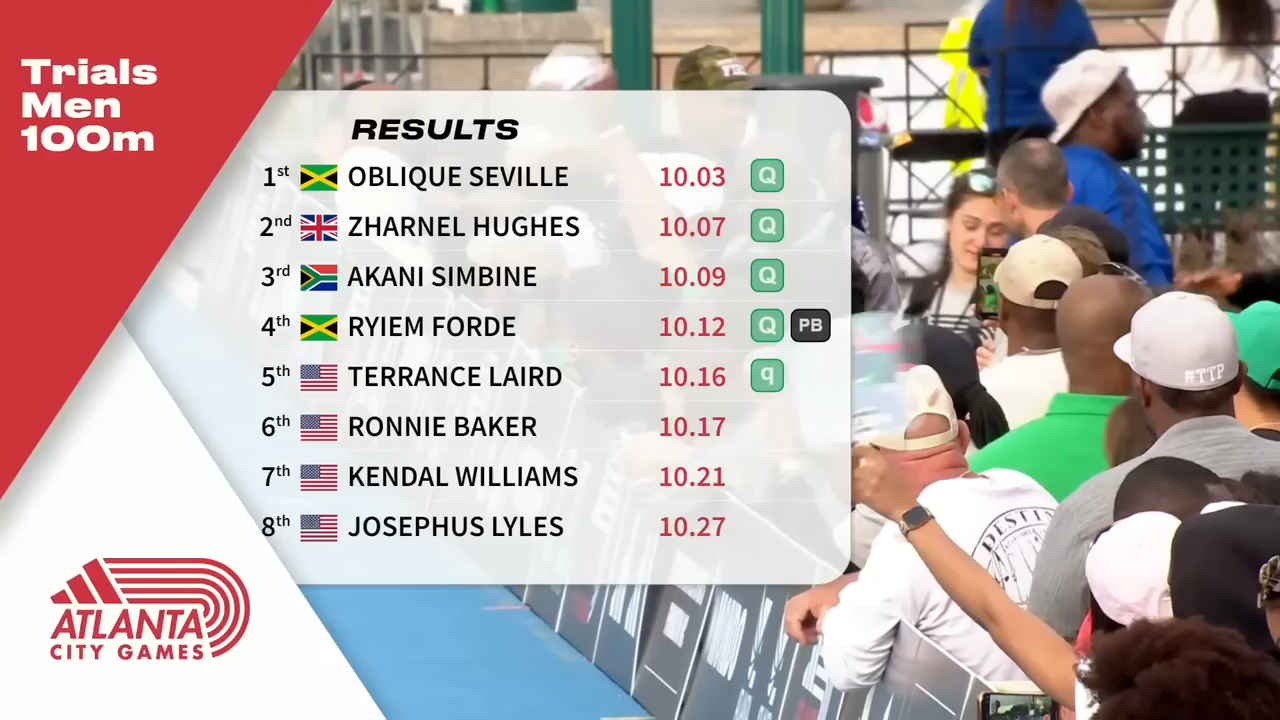 Trials
Men
100m
RESULTS
1st OBLIQUE SEVILLE 10.03 Q
2nd ZHARNEL HUGHES 10.07 Q
3rd AKANI SIMBINE 10.09 Q
4th RYIEM FORDE 10.12 Q PB
5th TERRANCE LAIRD 10.16 q
6th RONNIE BAKER 10.17
7th KENDAL WILLIAMS 10.21
8th JOSEPHUS LYLES 10.27
ATLANTA
CITY GAMES
#TTP